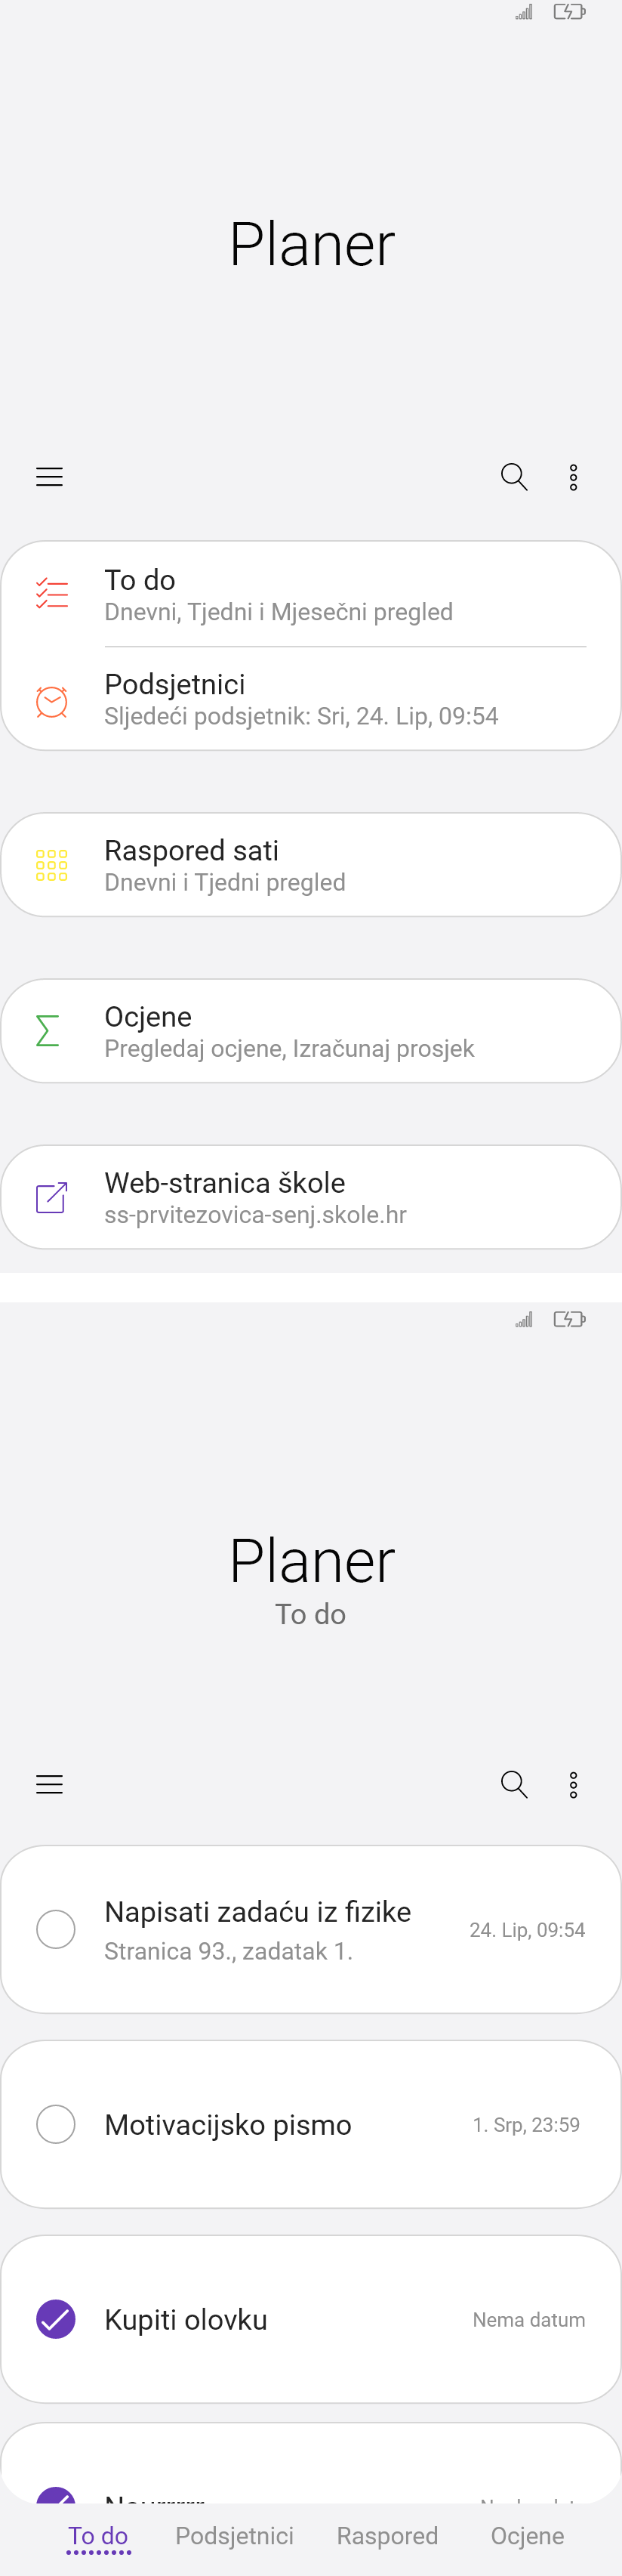 Planer
To do
Dnevni, Tjedni i Mjesečni pregled
Podsjetnici
Sljedeći podsjetnik: Sri, 24. Lip, 09:54
Raspored sati
Dnevni i Tjedni pregled
Ocjene
Pregledaj ocjene, Izračunaj prosjek
Web-stranica škole
ss-prvitezovica-senj.skole.hr
Planer
To do
Napisati zadaću iz fizike
24. Lip, 09:54
Stranica 93., zadatak 1.
Motivacijsko pismo
1. Srp, 23:59
Kupiti olovku
Nema datum
To do
Podsjetnici
Raspored
Ocjene